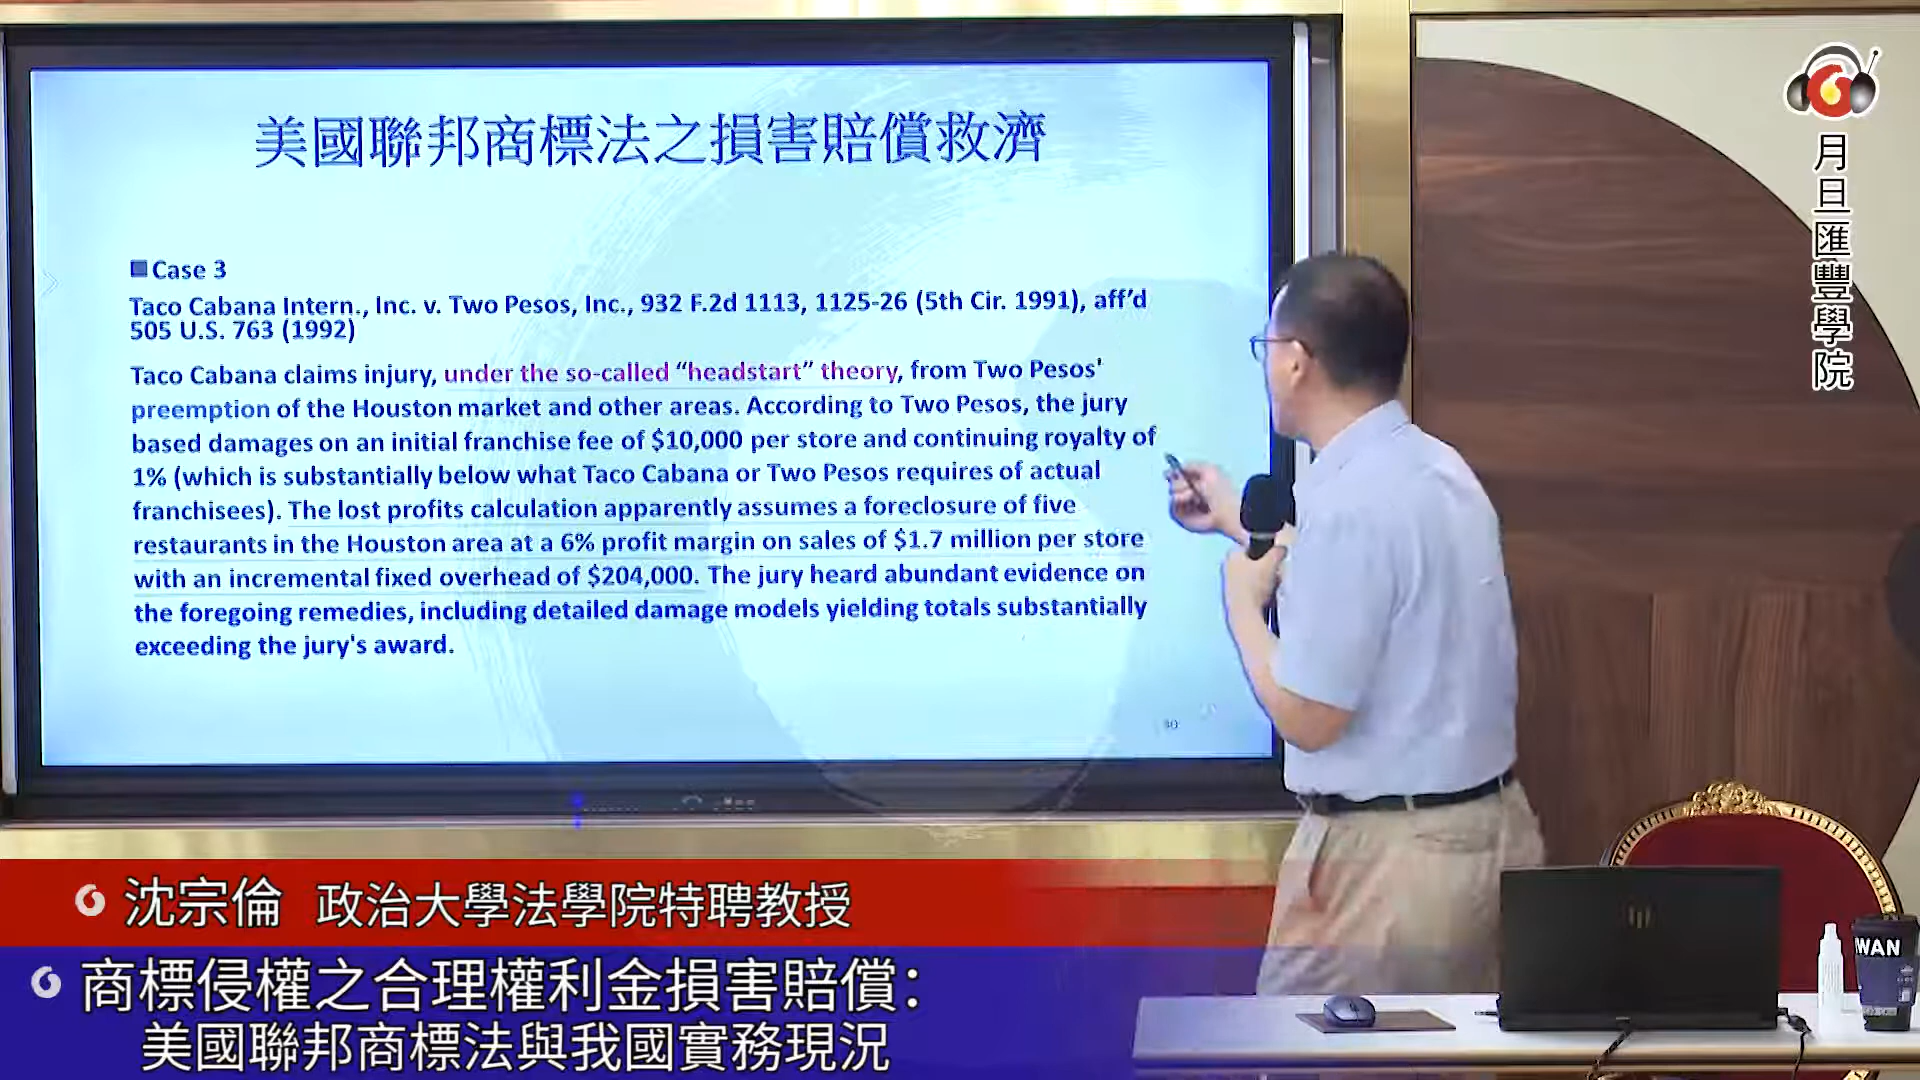 美國聯邦商標法之損害賠償救濟
Case 3
Taco Cabana Intern., Inc. v. Two Pesos, Inc., 932 F.2d 1113, 1125-26 (5th Cir. 1991), aff’d
505 U.S. 763 (1992)
Taco Cabana claims injury, under the so-called “headstart” theory, from Two Pesos'
preemption of the Houston market and other areas. According to Two Pesos, the jury
based damages on an initial franchise fee of $10,000 per store and continuing royalty of
1% (which is substantially below what Taco Cabana or Two Pesos requires of actual
franchisees). The lost profits calculation apparently assumes a foreclosure of five
restaurants in the Houston area at a 6% profit margin on sales of $1.7 million per store
with an incremental fixed overhead of $204,000. The jury heard abundant evidence on
the foregoing remedies, including detailed damage models yielding totals substantially
exceeding the jury's award.
月旦匯豐學院
WAN
沈宗倫 政治大學法學院特聘教授
商標侵權之合理權利金損害賠償：
美國聯邦商標法與我國實務現況